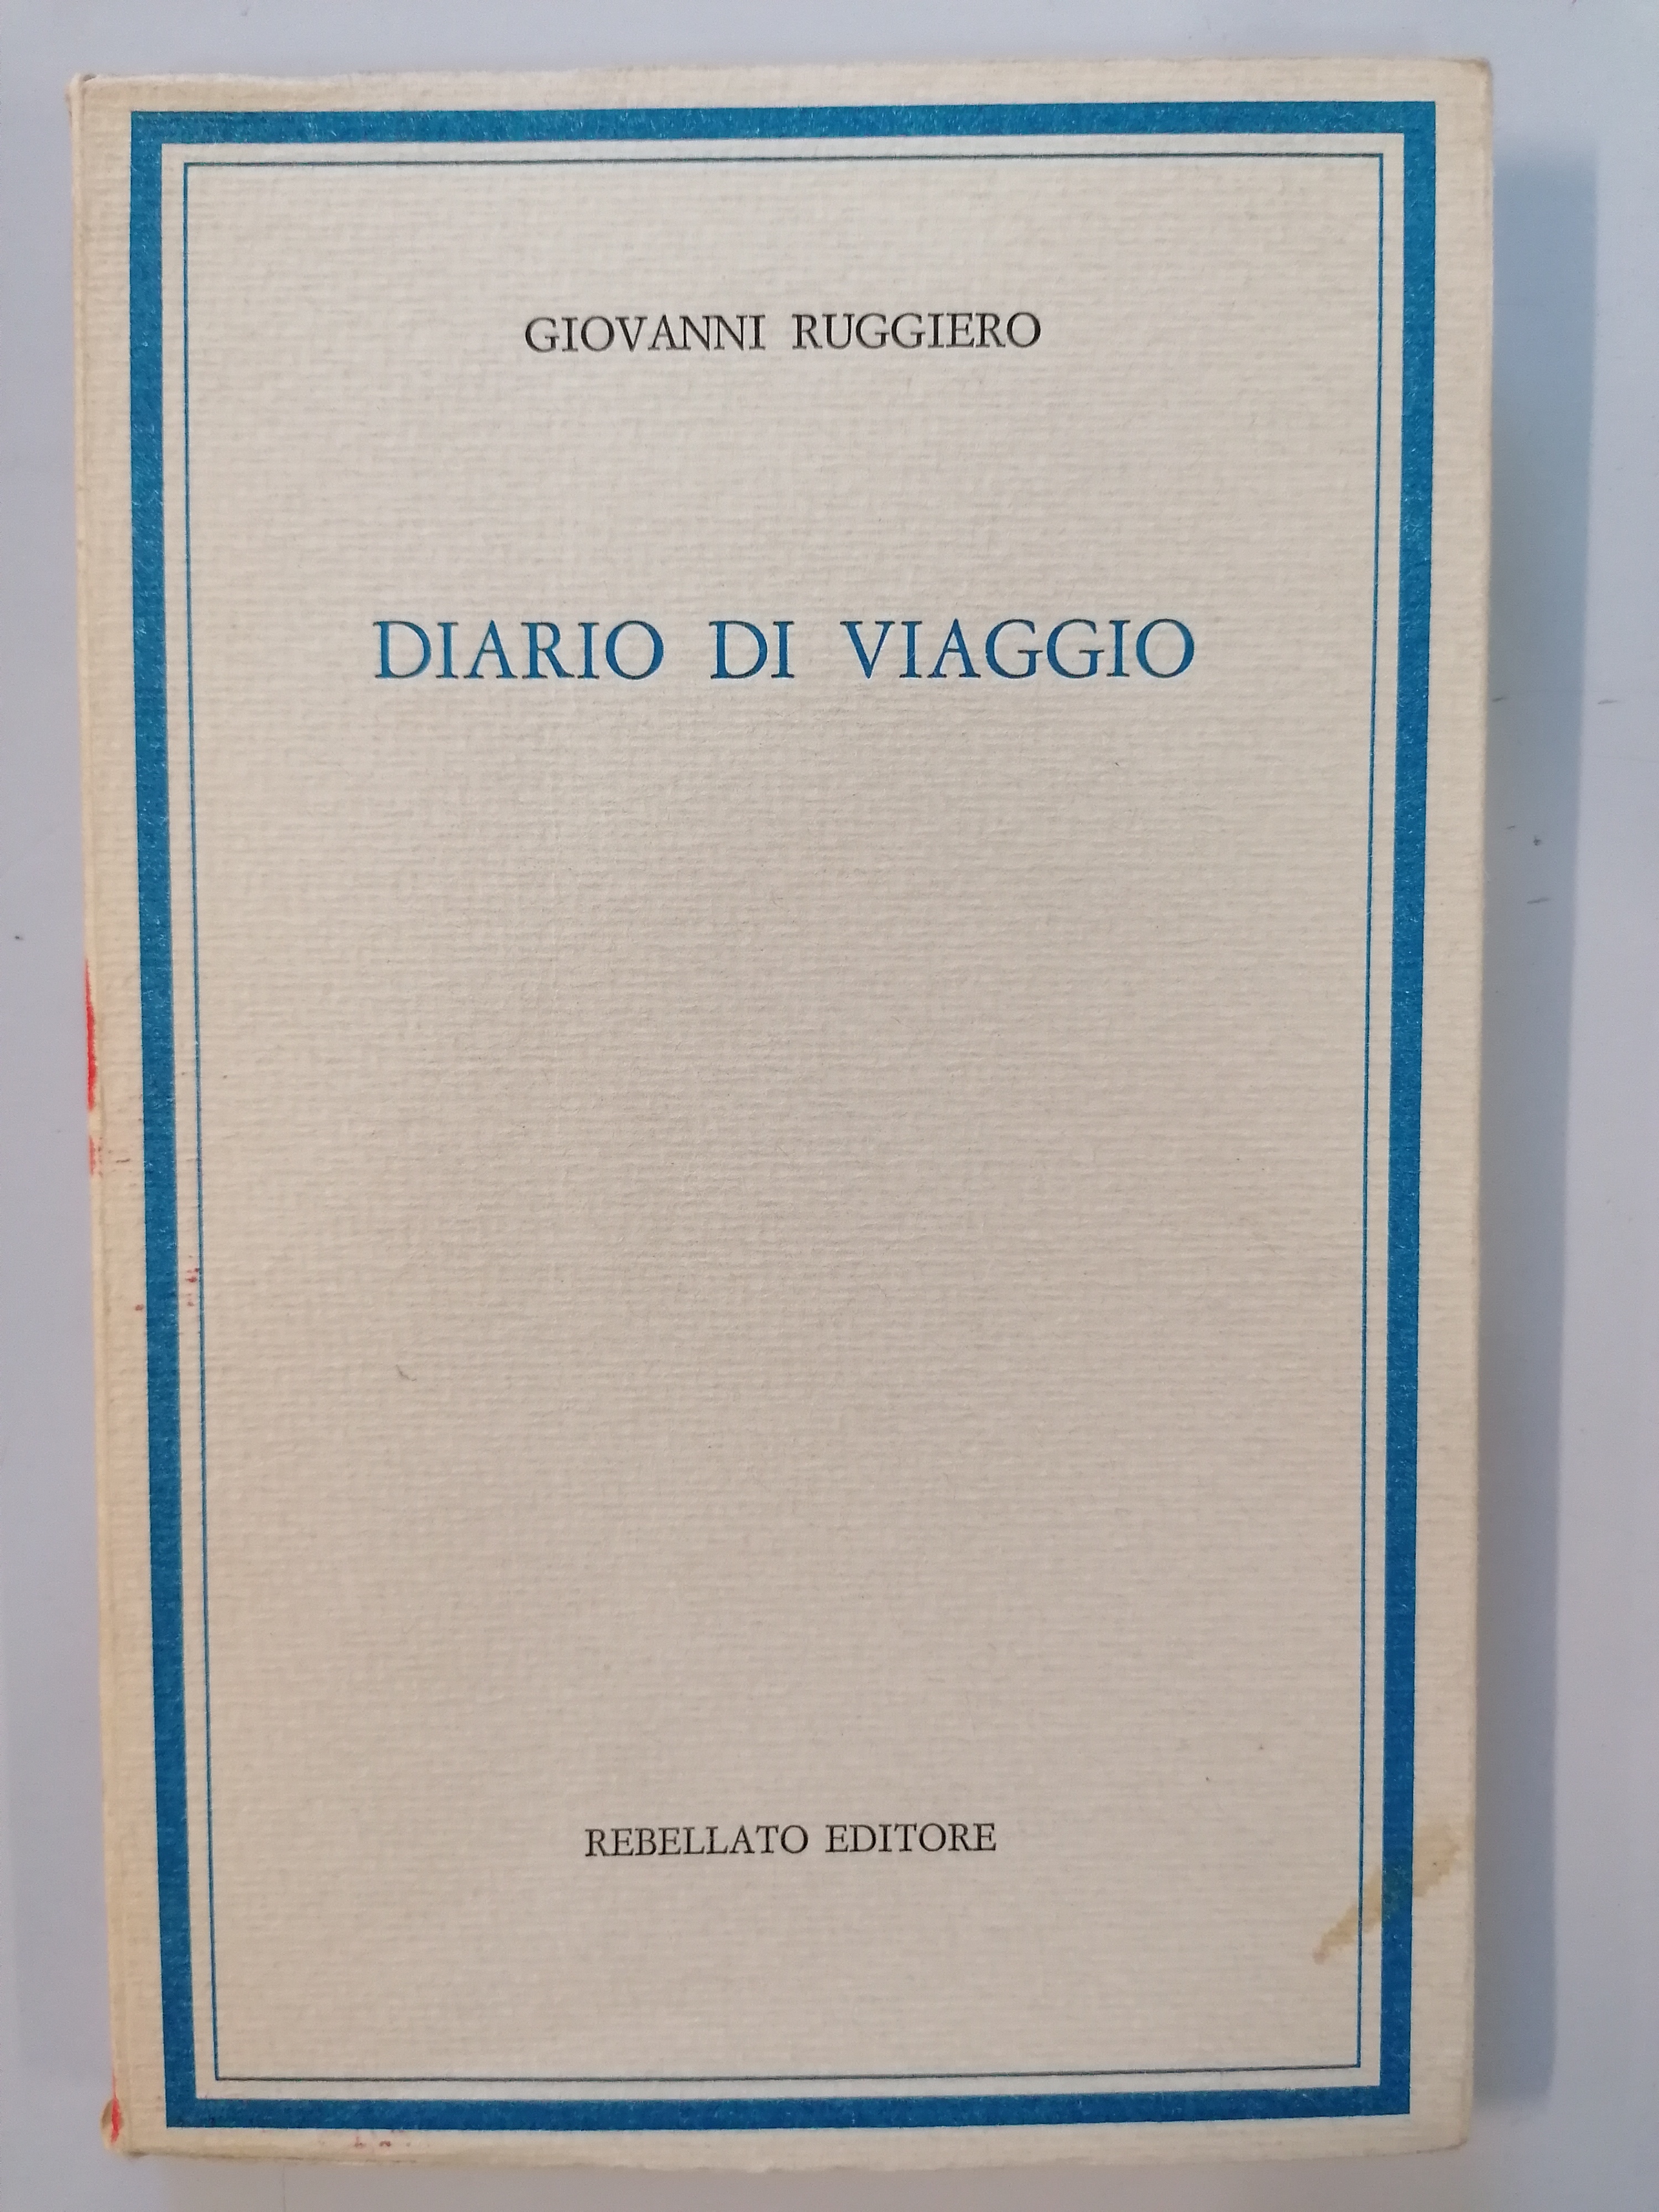 GIOVANNI RUGGIERO
DIARIO DI VIAGGIO
REBELLATO EDITORE